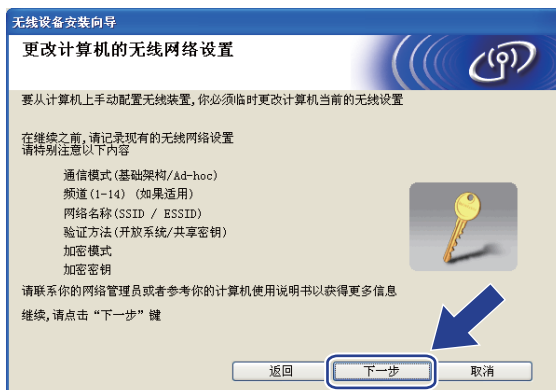 无线设备安装向导
更改计算机的无线网络设置
要从计算机上手动配置无线装置,你必须临时更改计算机当前的无线设置
在继续之前,请记录现有的无线网络设置
请特别注意以下内容
通信模式(基础架构/Ad-hoc)
频道(1-14) (如果适用)
网络名称(SSID / ESSID)
验证方法(开放系统/共享密钥)
加密模式
加密密钥
请联系你的网络管理员或者参考你的计算机使用说明书以获得更多信息
继续,请点击“下一步”键
返回 下一步 取消